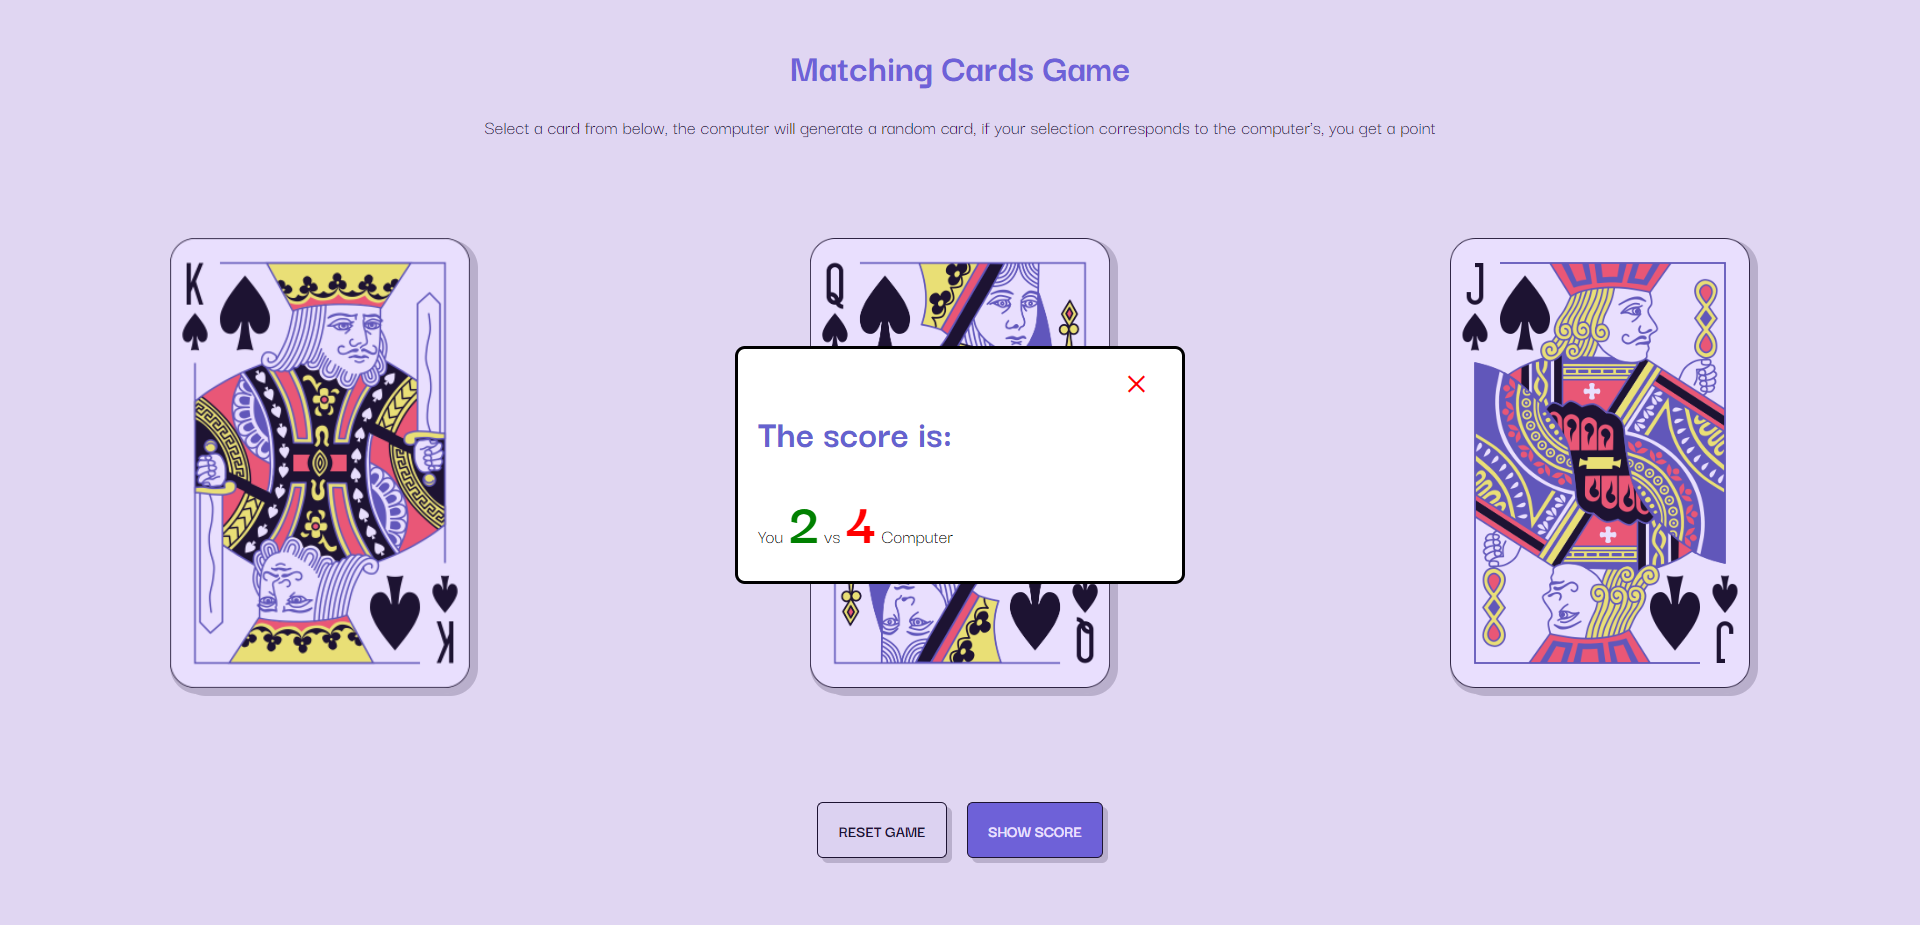 Matching Cards Game
Select a card from below, the computer will generate a random card, if your selection corresponds to the computer's, you get a point
K
Q
J
The score is:
You 2 vs 4 Computer
K
Q
J
RESET GAME
SHOW SCORE